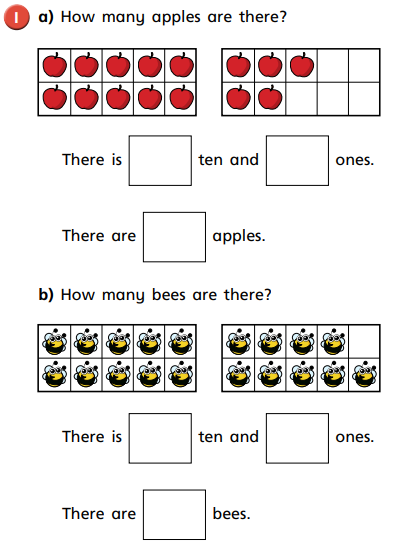 1 a) How many apples are there?
There is ten and ones.
There are apples.
b) How many bees are there?
There is ten and ones.
There are bees.